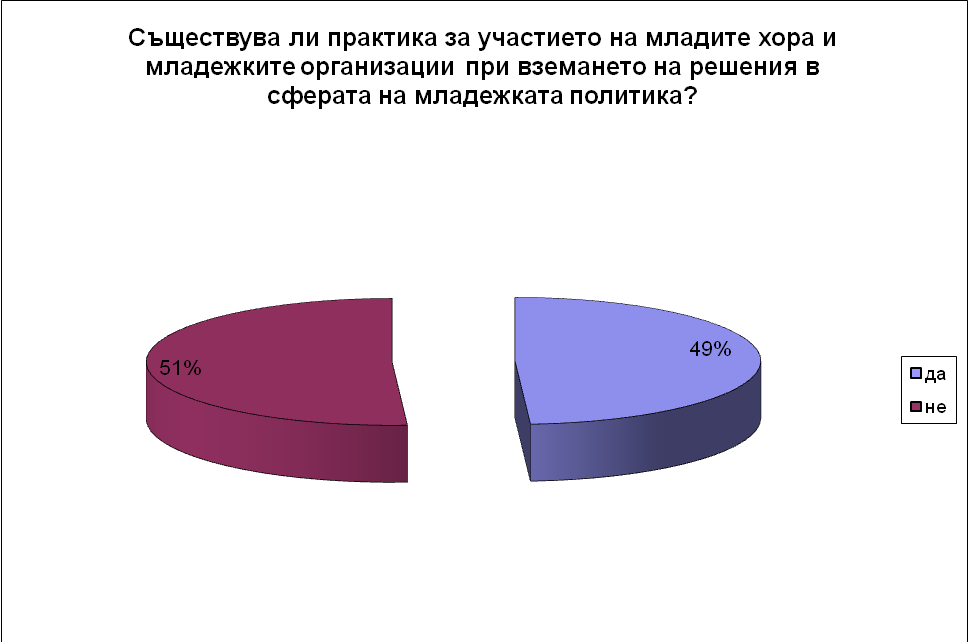 Съществува ли практика за участието на младите хора и
младежките организации при вземането на решения в
сферата на младежката политика?
49%
51%
да
не